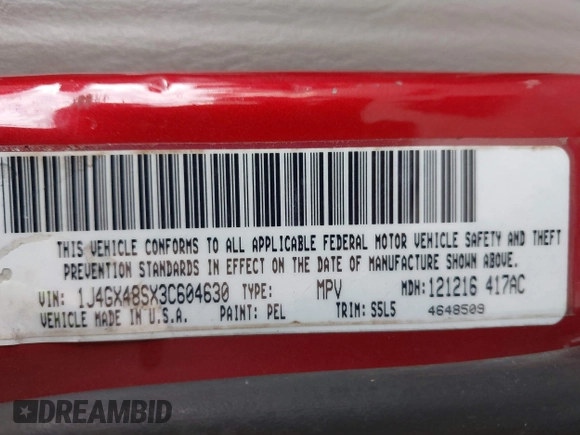 THIS VEHICLE CONFORMS TO ALL APPLICABLE FEDERAL MOTOR VEHICLE SAFETY AND THEFT
PREVENTION STANDARDS IN EFFECT ON THE DATE OF MANUFACTURE SHOWN ABOVE.
VIN: 1J4GX48SX3C604630 TYPE: MPV MDH: 121216 417AC
VEHICLE MADE IN U.S.A. PAINT: PEL TRIM: S5L5 4648509
DREAMBID